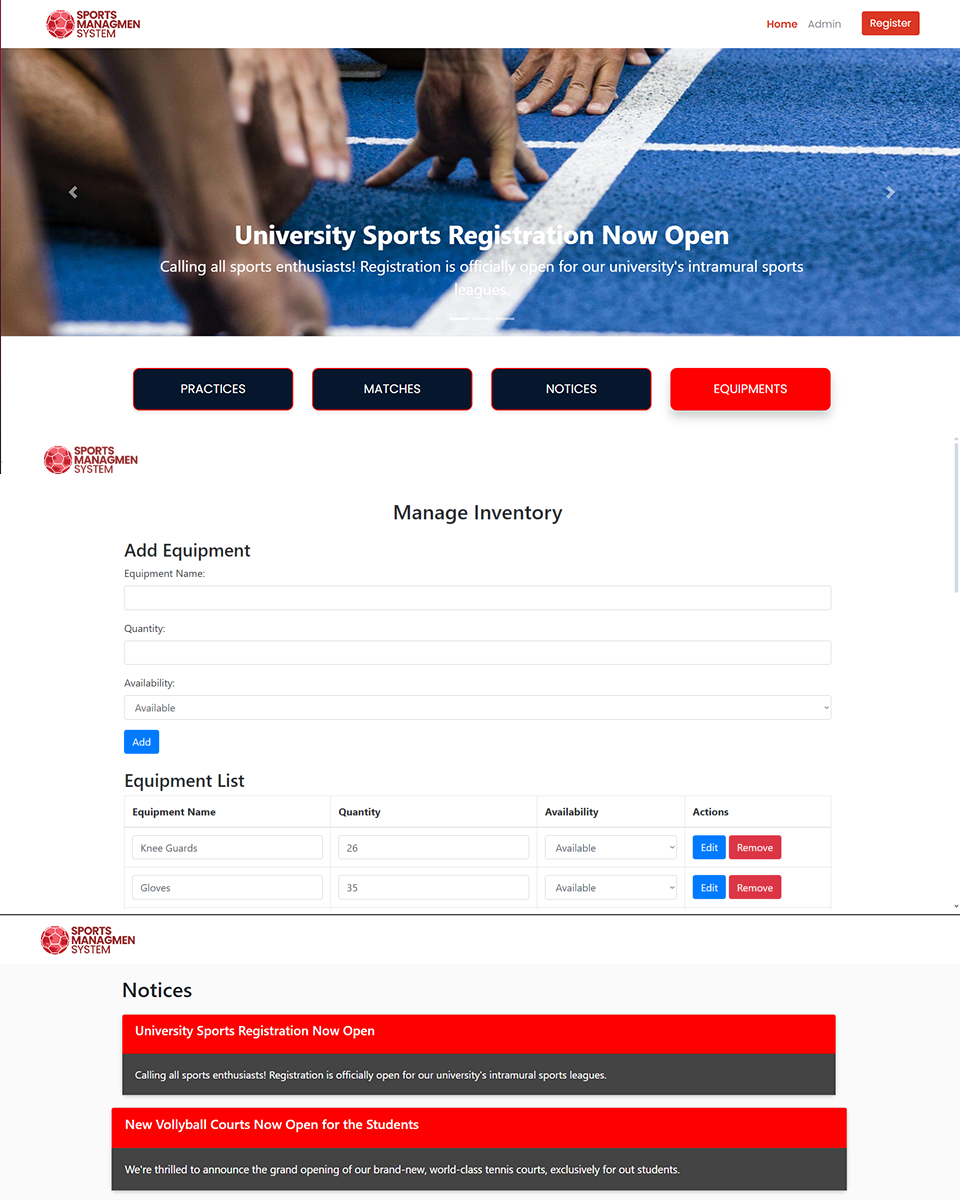 SPORTS
MANAGMEN
SYSTEM
Home Admin Register
University Sports Registration Now Open
Calling all sports enthusiasts! Registration is officially open for our university's intramural sports
leagues.
PRACTICES MATCHES NOTICES EQUIPMENTS
SPORTS
MANAGMEN
SYSTEM
Manage Inventory
Add Equipment
Equipment Name:
Quantity:
Availability:
Available
Add
Equipment List
Equipment Name Quantity Availability Actions
Knee Guards 26 Available Edit Remove
Gloves 35 Available Edit Remove
SPORTS
MANAGMEN
SYSTEM
Notices
University Sports Registration Now Open
Calling all sports enthusiasts! Registration is officially open for our university's intramural sports leagues.
New Vollyball Courts Now Open for the Students
We're thrilled to announce the grand opening of our brand-new, world-class tennis courts, exclusively for out students.